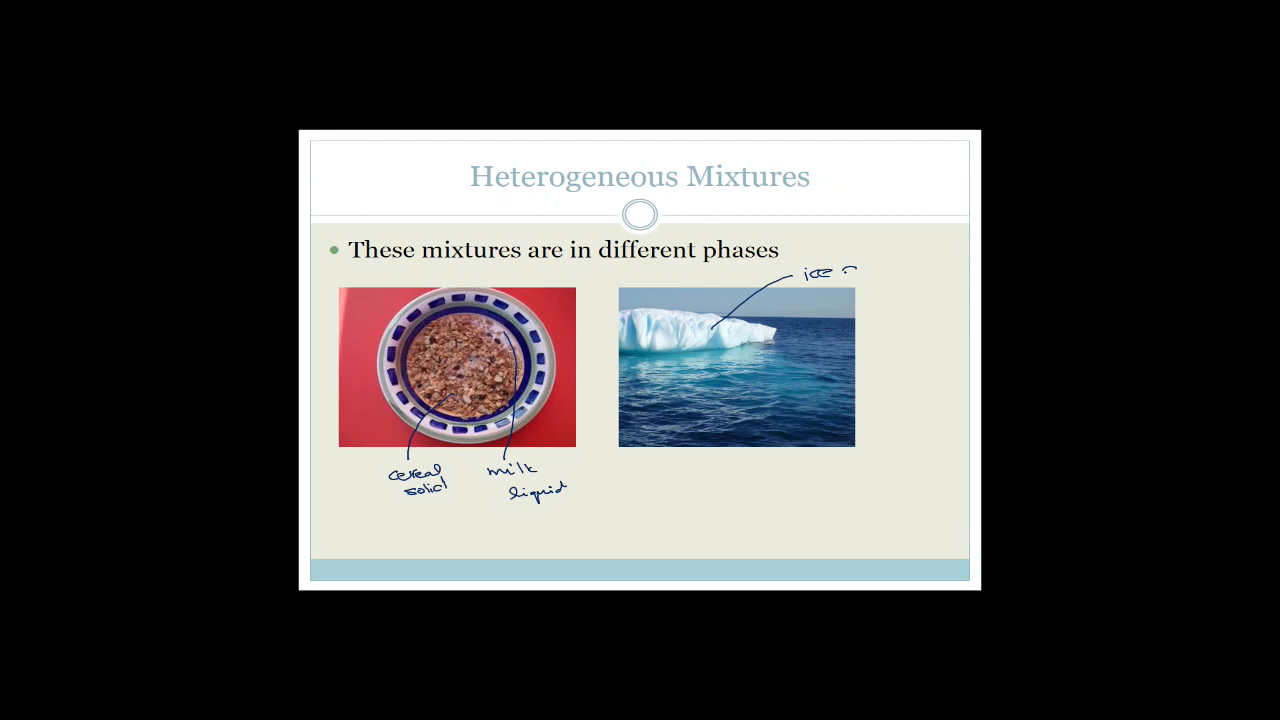 Heterogeneous Mixtures
These mixtures are in different phases
ice
cereal
solid
milk
liquid